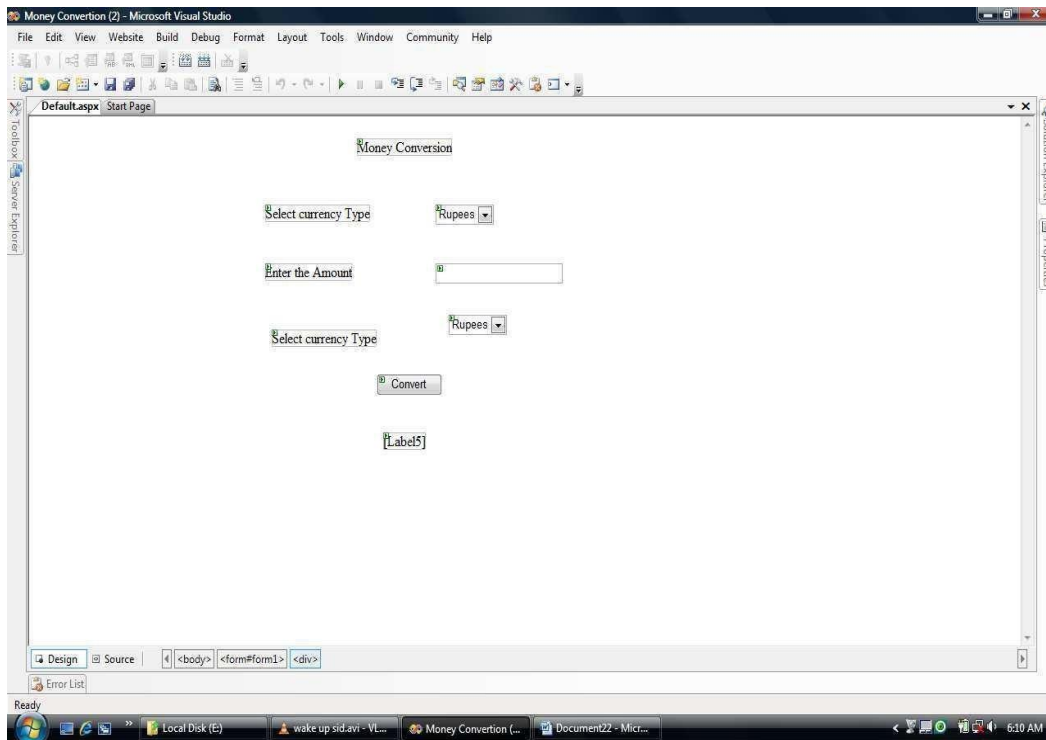 Money Convertion (2) - Microsoft Visual Studio
File Edit View Website Build Debug Format Layout Tools Window Community Help
Default.aspx Start Page
Toolbox
Server Explorer
Solution Explorer
Properties
Money Conversion
Select currency Type Rupees
Enter the Amount
Rupees
Select currency Type
Convert
[Label5]
Design Source <body> <form#form1> <div>
Error List
Ready
Local Disk (E:) wake up sid.avi - VL... Money Convertion (... Document22 - Micr... 6:10 AM